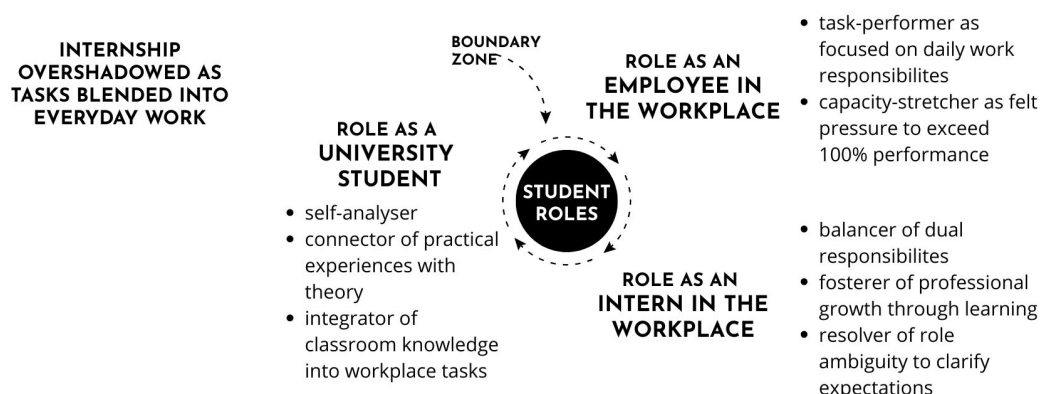 INTERNSHIP
OVERSHADOWED AS
TASKS BLENDED INTO
EVERYDAY WORK
BOUNDARY
ZONE
ROLE AS A
UNIVERSITY
STUDENT
• self-analyser
• connector of practical
experiences with
theory
• integrator of
classroom knowledge
into workplace tasks
STUDENT
ROLES
ROLE AS AN
EMPLOYEE IN
THE WORKPLACE
• task-performer as
focused on daily work
responsibilites
• capacity-stretcher as felt
pressure to exceed
100% performance
ROLE AS AN
INTERN IN THE
WORKPLACE
• balancer of dual
responsibilites
• fosterer of professional
growth through learning
• resolver of role
ambiguity to clarify
expectations